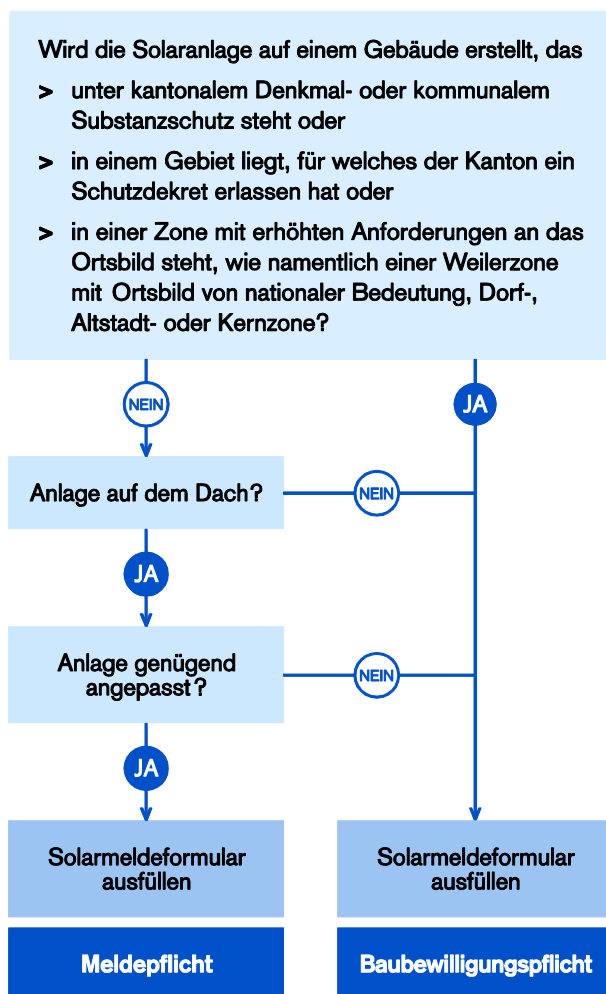 Wird die Solaranlage auf einem Gebäude erstellt, das
> unter kantonalem Denkmal- oder kommunalem
Substanzschutz steht oder
> in einem Gebiet liegt, für welches der Kanton ein
Schutzdekret erlassen hat oder
> in einer Zone mit erhöhten Anforderungen an das
Ortsbild steht, wie namentlich einer Weilerzone
mit Ortsbild von nationaler Bedeutung, Dorf-,
Altstadt- oder Kernzone?
NEIN
JA
Anlage auf dem Dach?
NEIN
JA
Anlage genügend
angepasst?
NEIN
JA
Solarmeldeformular
ausfüllen
Meldepflicht
Solarmeldeformular
ausfüllen
Baubewilligungspflicht